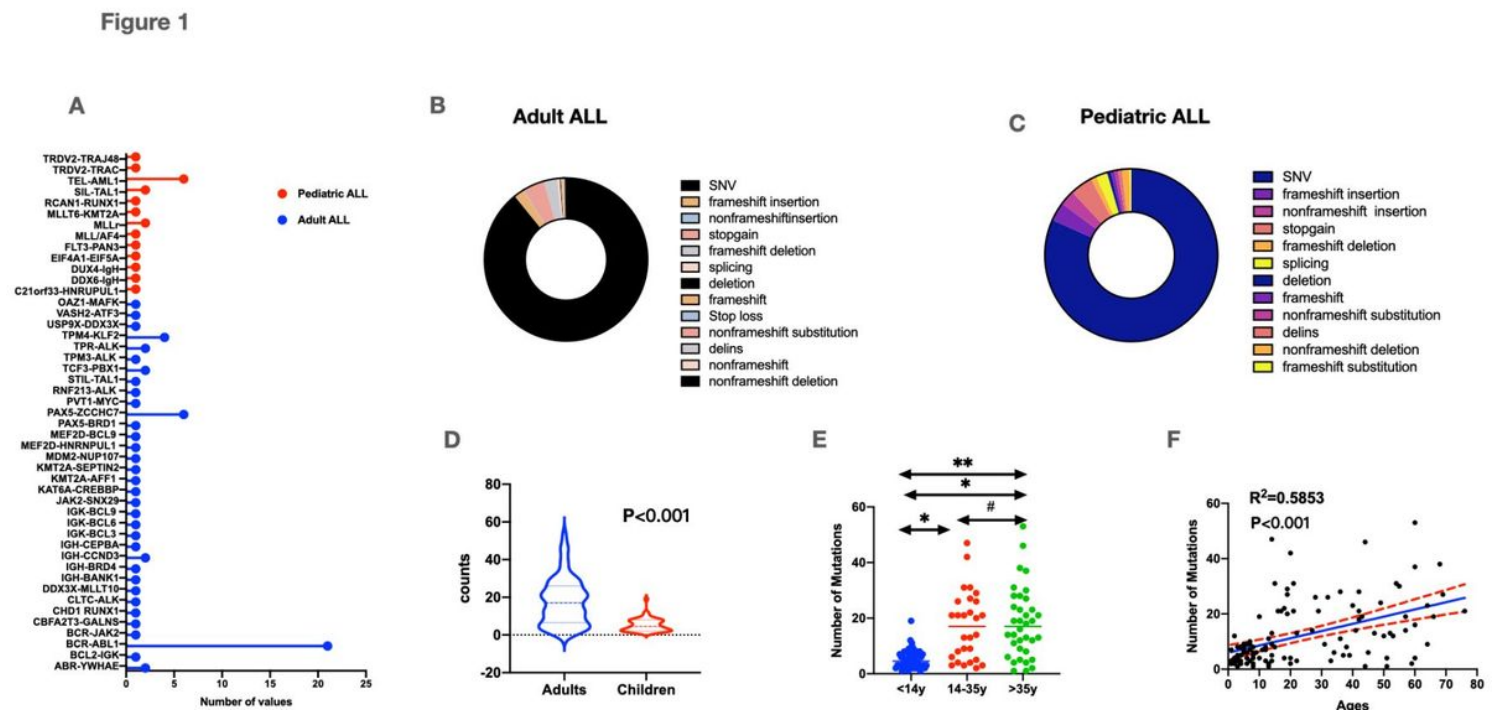 Figure 1
A
TRDV2-TRAJ48
TRDV2-TRAC
TEL-AML1
SIL-TAL1
RCAN1-RUNX1
MLLT6-KMT2A
MLLr
MLL/AF4
FLT3-PAN3
EIF4A1-EIF5A
DUX4-IgH
DDX6-IgH
C21orf33-HNRUPUL1
OAZ1-MAFK
VASH2-ATF3
USP9X-DDX3X
TPM4-KLF2
TPR-ALK
TPM3-ALK
TCF3-PBX1
STIL-TAL1
RNF213-ALK
PVT1-MYC
PAX5-ZCCHC7
PAX5-BRD1
MEF2D-BCL9
MEF2D-HNRNPUL1
MDM2-NUP107
KMT2A-SEPTIN2
KMT2A-AFF1
KAT6A-CREBBP
JAK2-SNX29
IGK-BCL9
IGK-BCL6
IGK-BCL3
IGH-CEPBA
IGH-CCND3
IGH-BRD4
IGH-BANK1
DDX3X-MLLT10
CLTC-ALK
CHD1 RUNX1
CBFA2T3-GALNS
BCR-JAK2
BCR-ABL1
BCL2-IGK
ABR-YWHAE
0 5 10 15 20 25
Number of values
Pediatric ALL
Adult ALL
B
Adult ALL
SNV
frameshift insertion
nonframeshiftinsertion
stopgain
frameshift deletion
splicing
deletion
frameshift
Stop loss
nonframeshift substitution
delins
nonframeshift
nonframeshift deletion
C
Pediatric ALL
SNV
frameshift insertion
nonframeshift insertion
stopgain
frameshift deletion
splicing
deletion
frameshift
nonframeshift substitution
delins
nonframeshift deletion
frameshift substitution
D
80
60
40
20
0
-20
counts
P<0.001
Adults Children
E
**
*
* #
60
40
20
0
Number of Mutations
<14y 14-35y >35y
F
R²=0.5853
P<0.001
60
40
20
0
Number of Mutations
0 10 20 30 40 50 60 70 80
Ages